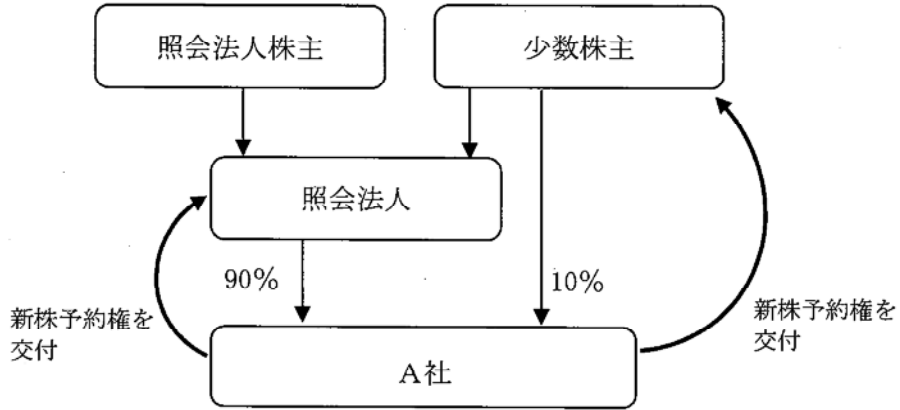 照会法人株主
少数株主
照会法人
90%
10%
新株予約権を
交付
新株予約権を
交付
A社